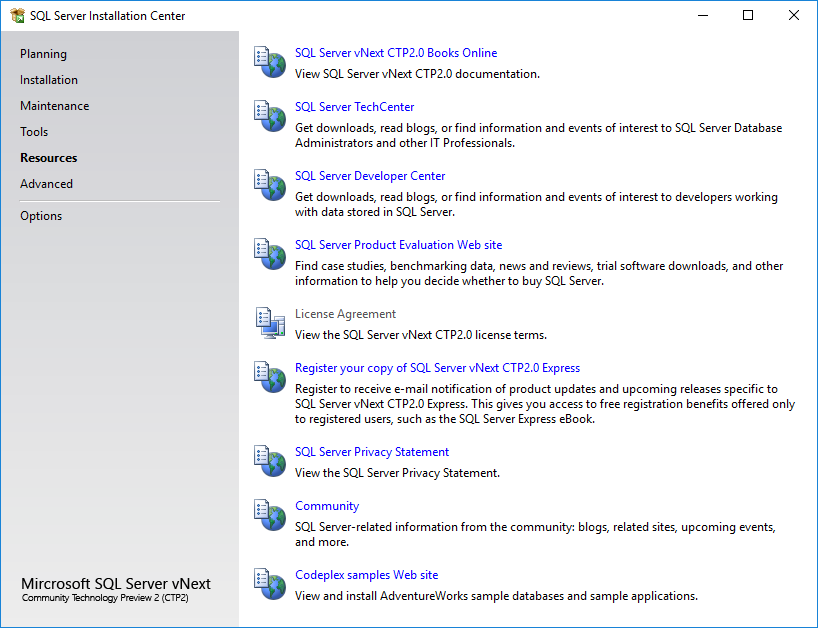 SQL Server Installation Center
Planning
Installation
Maintenance
Tools
Resources
Advanced
Options
Mircrosoft SQL Server vNext
Community Technology Preview 2 (CTP2)
SQL Server vNext CTP2.0 Books Online
View SQL Server vNext CTP2.0 documentation.
SQL Server TechCenter
Get downloads, read blogs, or find information and events of interest to SQL Server Database
Administrators and other IT Professionals.
SQL Server Developer Center
Get downloads, read blogs, or find information and events of interest to developers working
with data stored in SQL Server.
SQL Server Product Evaluation Web site
Find case studies, benchmarking data, news and reviews, trial software downloads, and other
information to help you decide whether to buy SQL Server.
License Agreement
View the SQL Server vNext CTP2.0 license terms.
Register your copy of SQL Server vNext CTP2.0 Express
Register to receive e-mail notification of product updates and upcoming releases specific to
SQL Server vNext CTP2.0 Express. This gives you access to free registration benefits offered only
to registered users, such as the SQL Server Express eBook.
SQL Server Privacy Statement
View the SQL Server Privacy Statement.
Community
SQL Server-related information from the community: blogs, related sites, upcoming events,
and more.
Codeplex samples Web site
View and install AdventureWorks sample databases and sample applications.